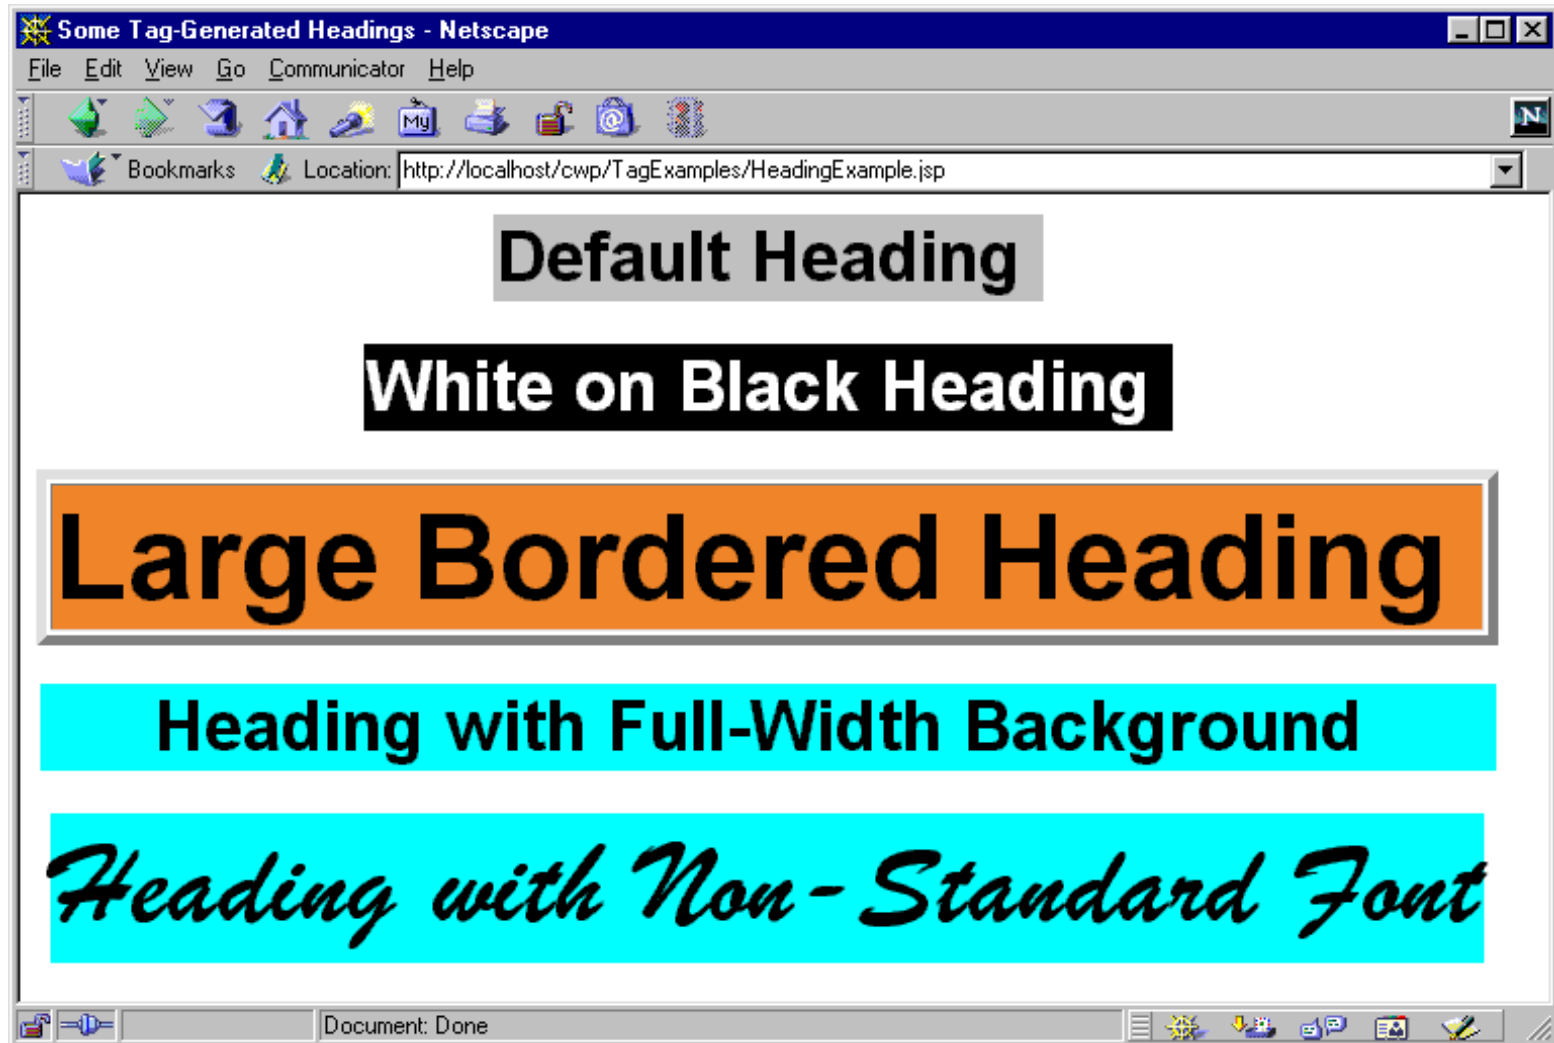 Some Tag-Generated Headings - Netscape
File Edit View Go Communicator Help
My N
Bookmarks Location: http://localhost/cwp/TagExamples/HeadingExample.jsp
Default Heading
White on Black Heading
Large Bordered Heading
Heading with Full-Width Background
Heading with Non-Standard Font
Document: Done